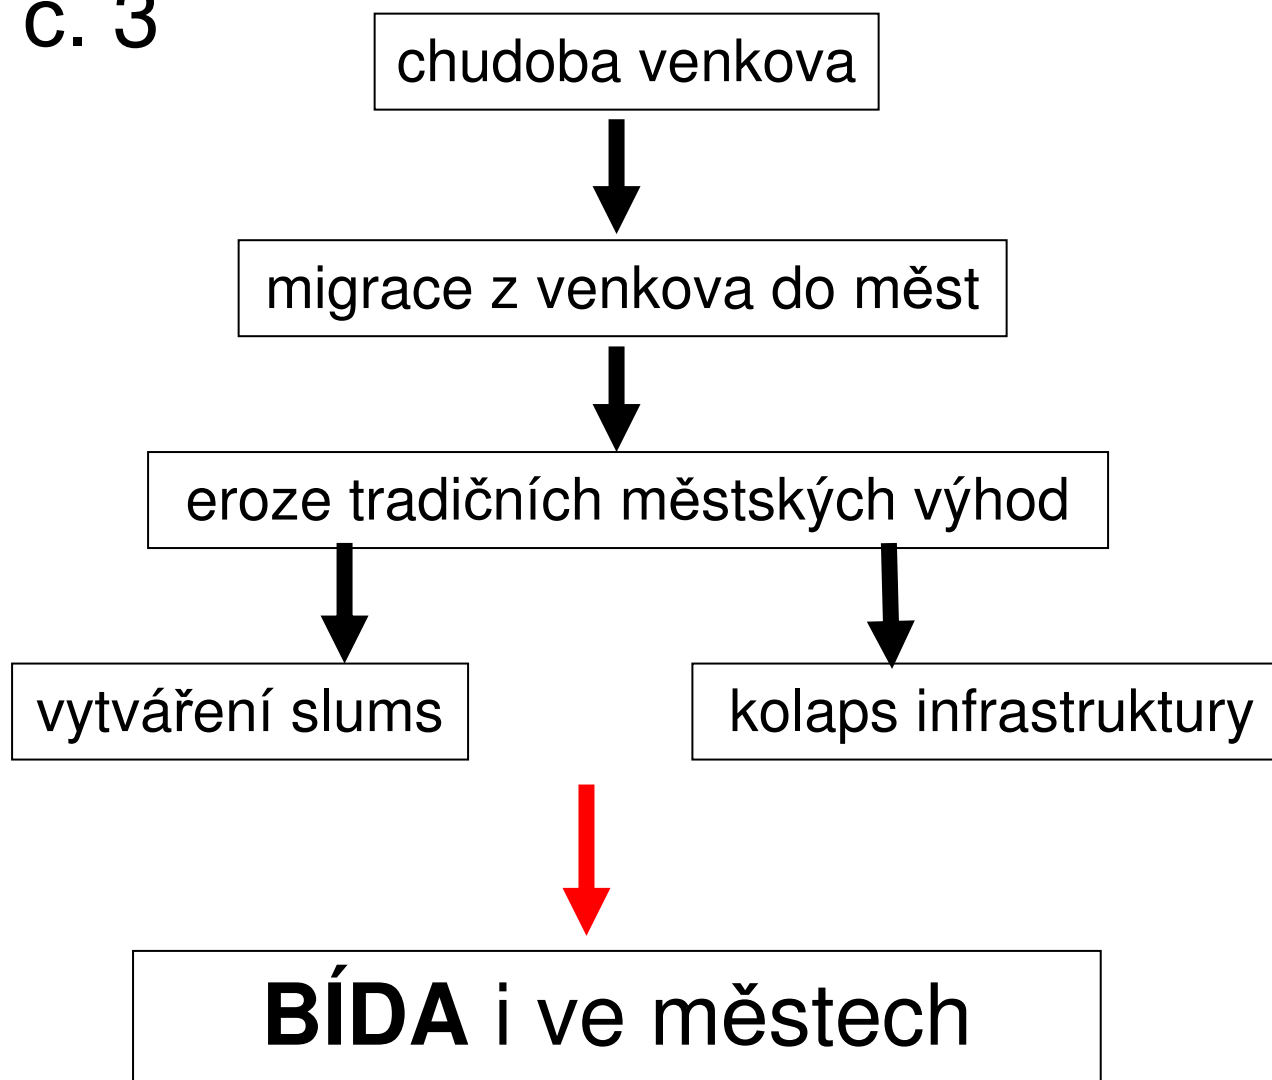 č. 3
chudoba venkova
migrace z venkova do měst
eroze tradičních městských výhod
vytváření slums
kolaps infrastruktury
BÍDA i ve městech